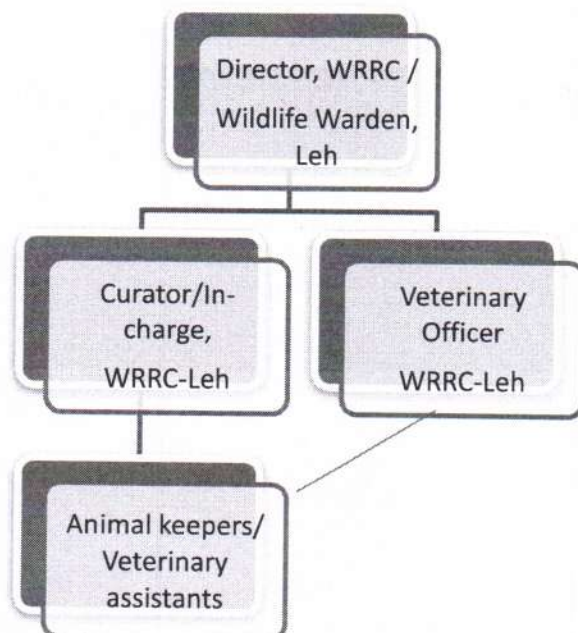 Director, WRRC /
Wildlife Warden,
Leh
Curator/In-
charge,
WRRC-Leh
Veterinary
Officer
WRRC-Leh
Animal keepers/
Veterinary
assistants